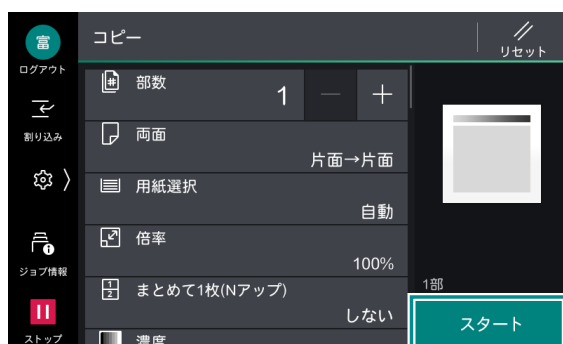 富
ログアウト
割り込み
ジョブ情報
ストップ
コピー
リセット
部数
1
両面
片面→片面
用紙選択
自動
倍率
100%
まとめて1枚(Nアップ)
しない
濃度
1部
スタート